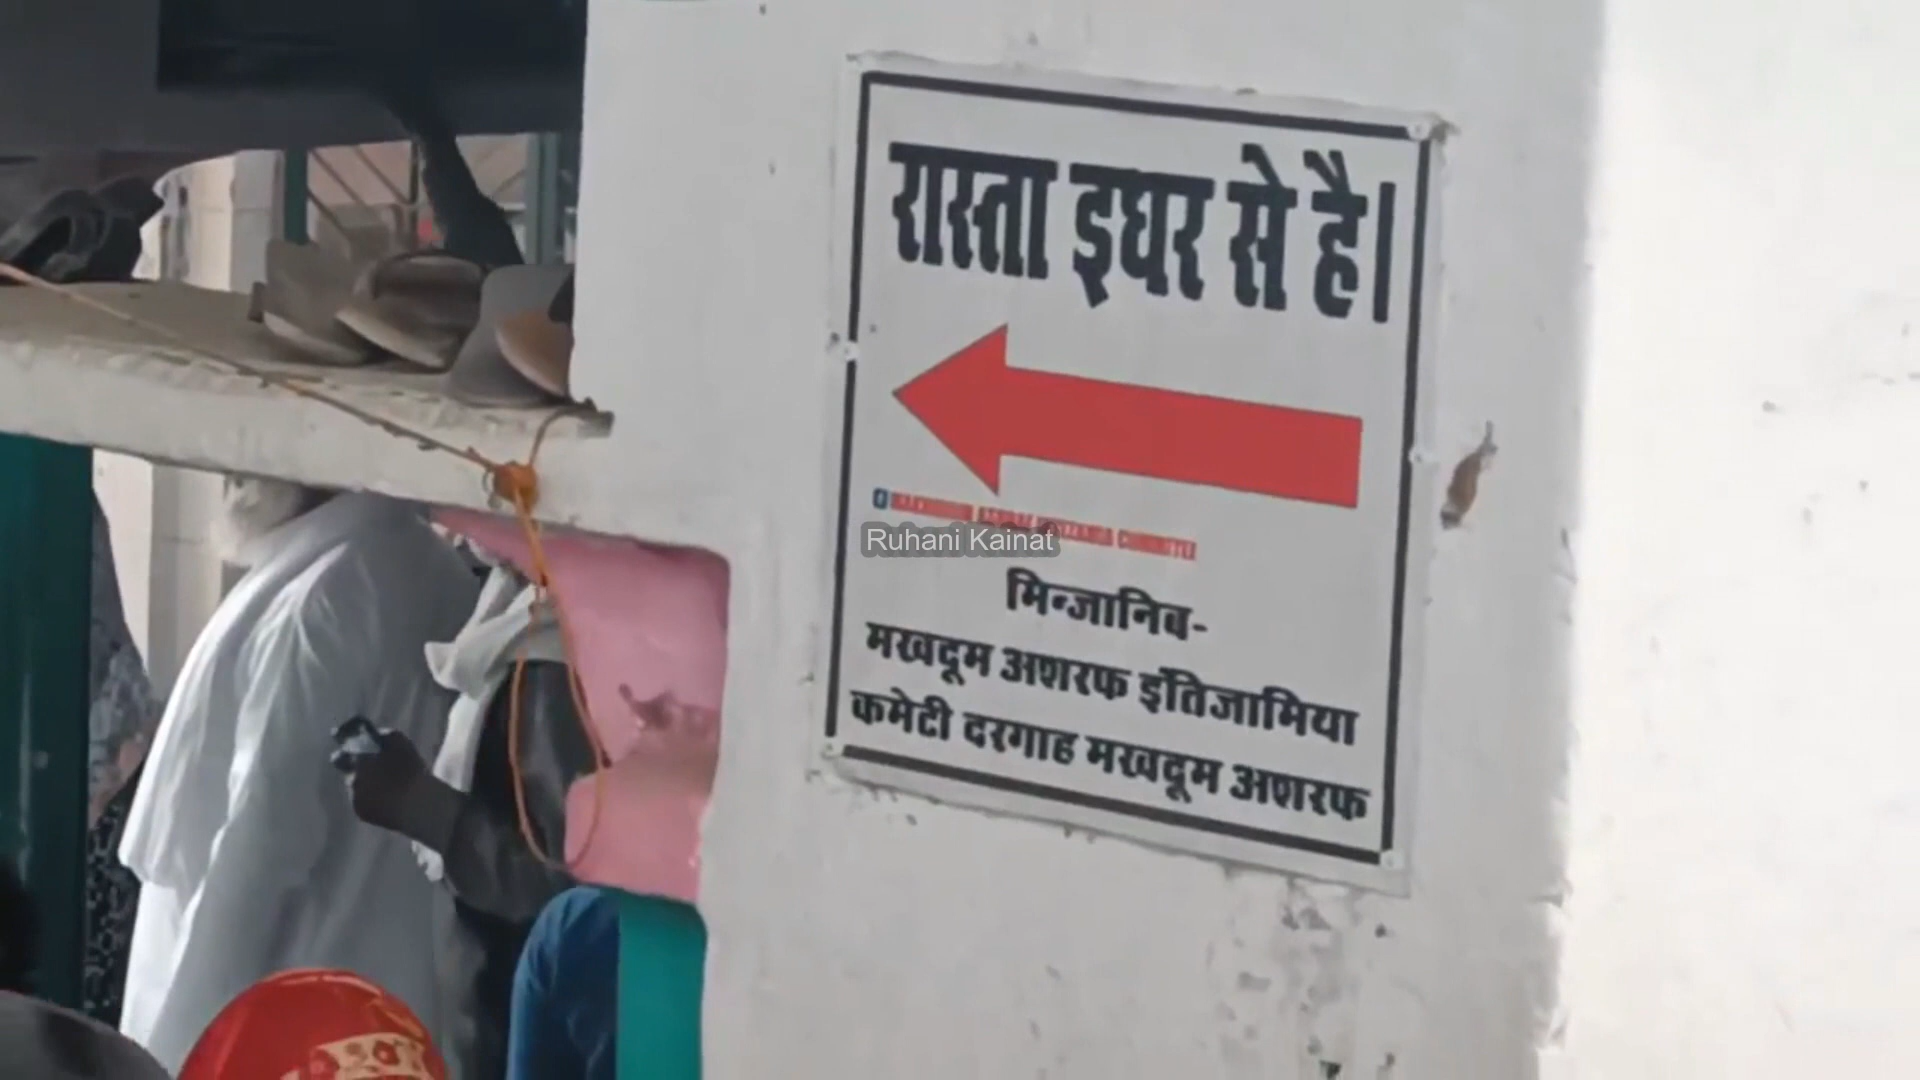 रास्ता इधर से है।
Ruhani Kainat
मिन्जानिब-
मखदूम अशरफ इंतिजामिया
कमेटी दरगाह मखदूम अशरफ